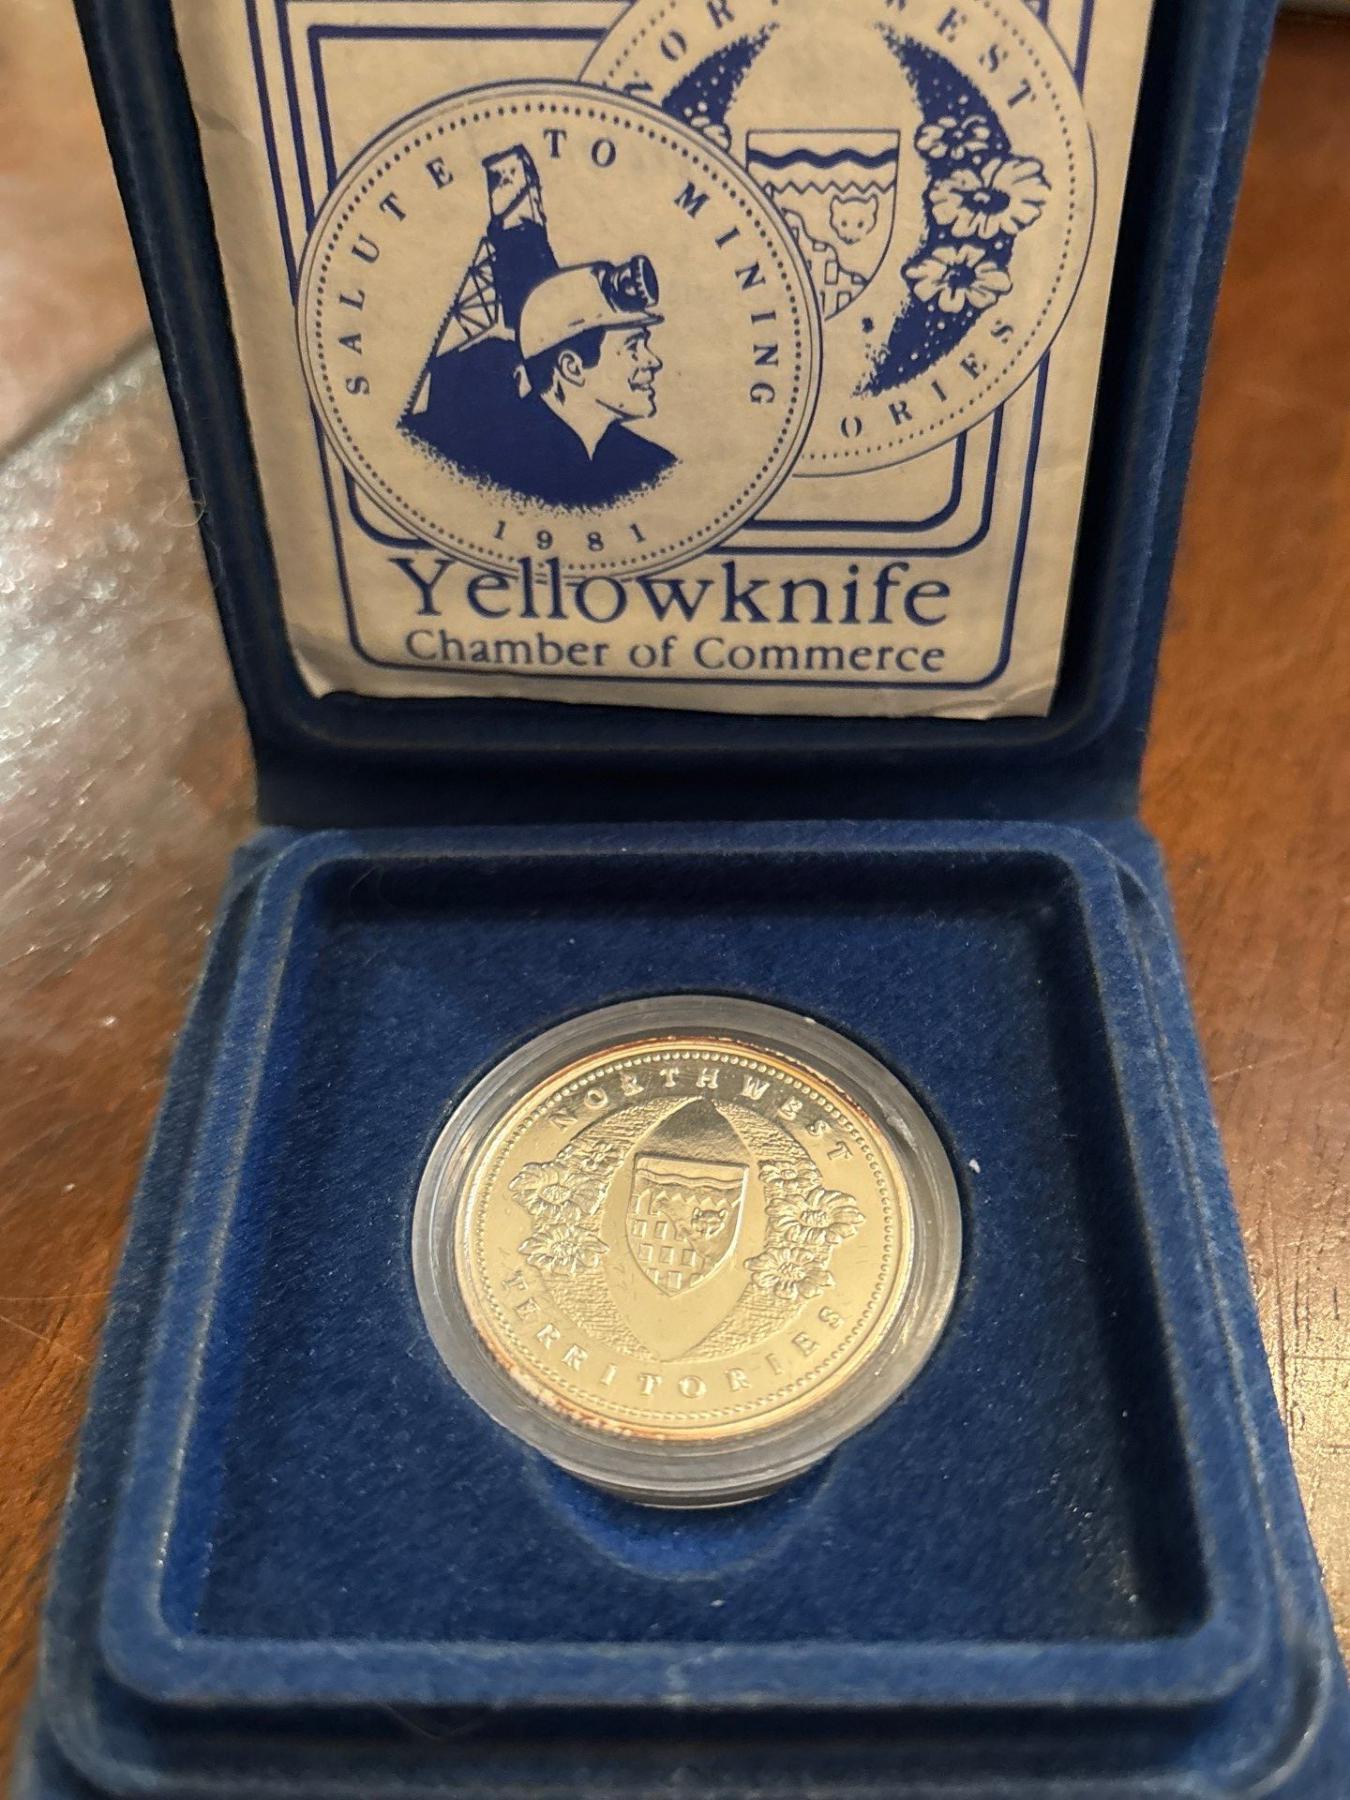 NORTHWEST
ORIES
SALUTE TO MINING
1981
Yellowknife
Chamber of Commerce
NORTHWEST
TERRITORIES